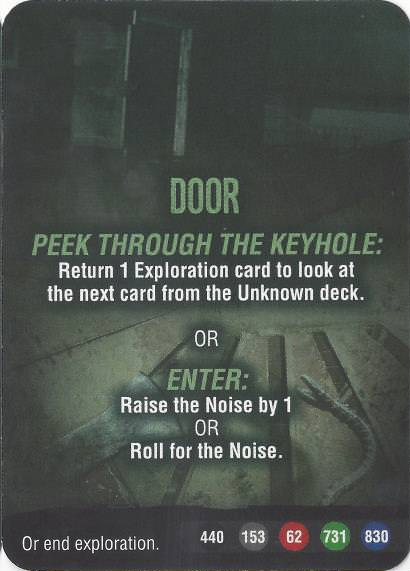 DOOR
PEEK THROUGH THE KEYHOLE:
Return 1 Exploration card to look at
the next card from the Unknown deck.
OR
ENTER:
Raise the Noise by 1
OR
Roll for the Noise.
Or end exploration.
440 153 62 731 830